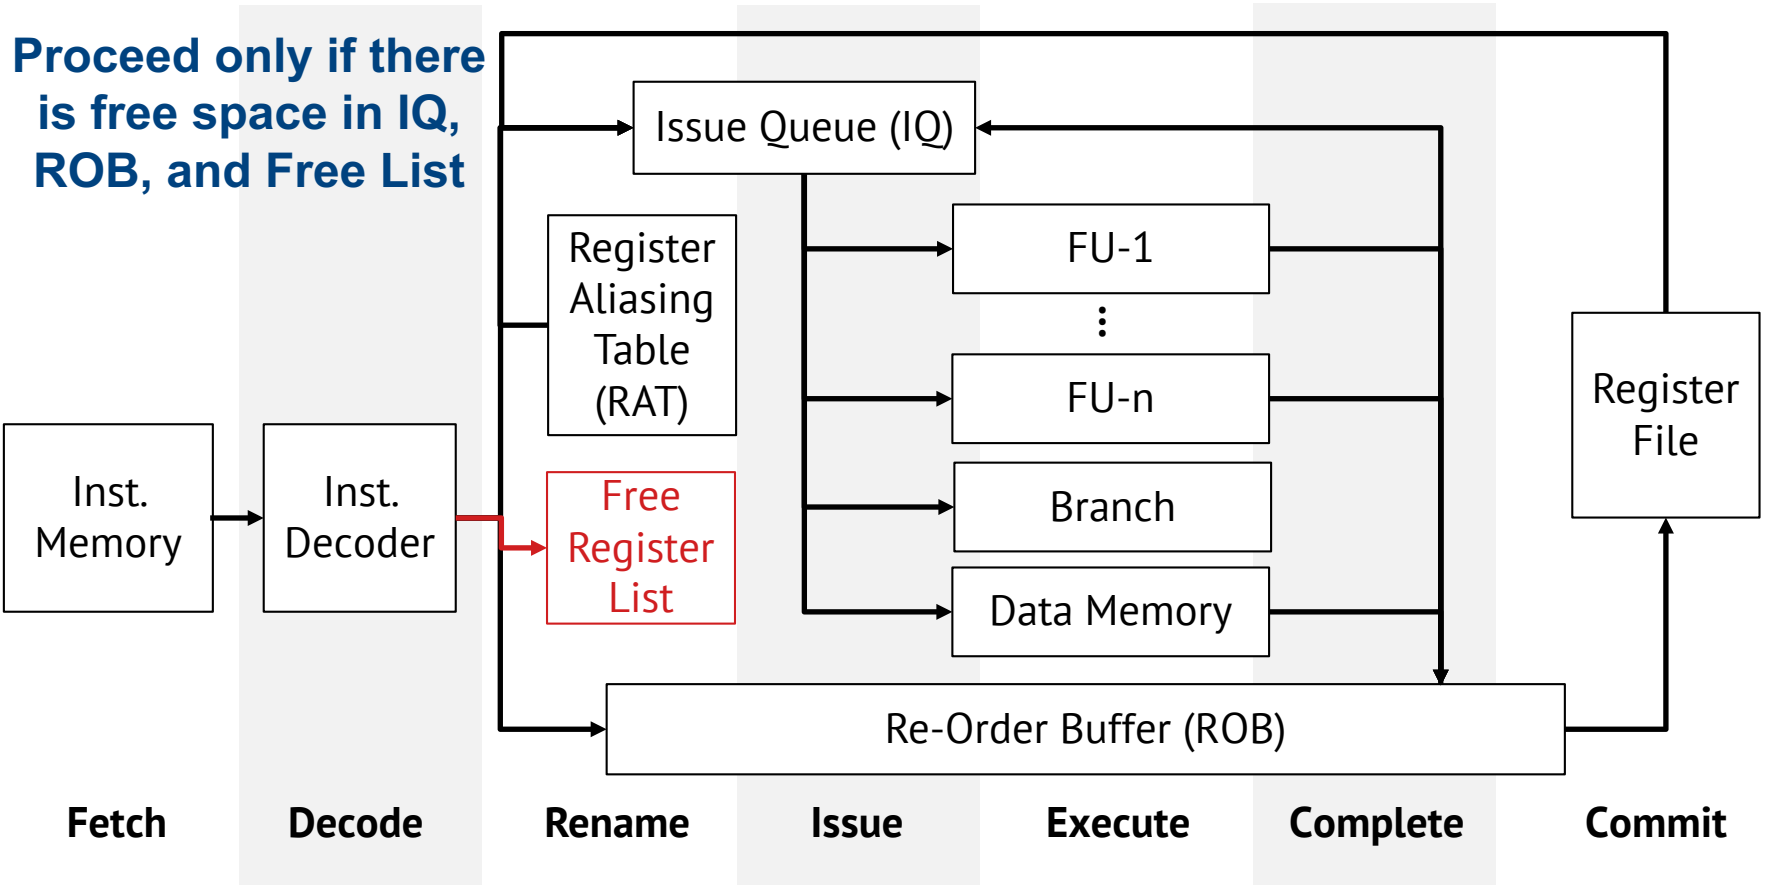 Proceed only if there
is free space in IQ,
ROB, and Free List
Issue Queue (IQ)
Register
Aliasing
Table
(RAT)
FU-1
⋮
FU-n
Register
File
Inst.
Memory
Inst.
Decoder
Free
Register
List
Branch
Data Memory
Re-Order Buffer (ROB)
Fetch
Decode
Rename
Issue
Execute
Complete
Commit